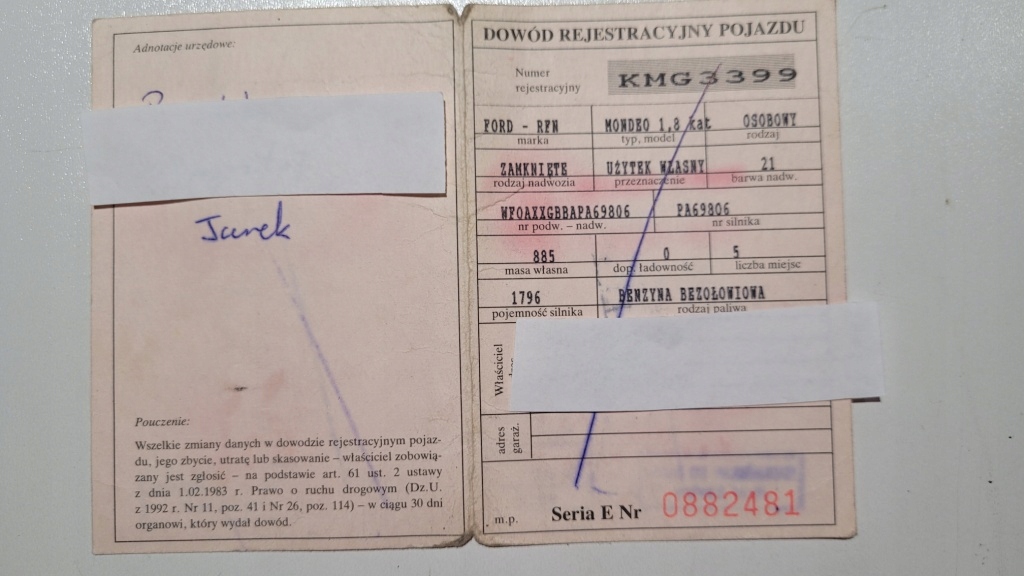 Adnotacje urzędowe:
Jurek
Pouczenie:
Wszelkie zmiany danych w dowodzie rejestracyjnym pojaz-
du, jego zbycie, utratę lub skasowanie – właściciel zobowią-
zany jest zgłosić – na podstawie art. 61 ust. 2 ustawy
z dnia 1.02.1983 r. Prawo o ruchu drogowym (Dz.U.
z 1992 r. Nr 11, poz. 41 i Nr 26, poz. 114) – w ciągu 30 dni
organowi, który wydał dowód.
DOWÓD REJESTRACYJNY POJAZDU
Numer
rejestracyjny
KMG3399
FORD - RFN MONDEO 1,8 kat OSOBOWY
marka typ, model rodzaj
ZAMKNIĘTE UŻYTEK WŁASNY 21
rodzaj nadwozia przeznaczenie barwa nadw.
WFOAXXGBBAPA69806 PA69806
nr podw. – nadw. nr silnika
885 0 5
masa własna dop. ładowność liczba miejsc
1796 BENZYNA BEZOŁOWIOWA
pojemność silnika rodzaj paliwa
Właściciel
adres
garaż.
m.p. Seria E Nr 0882481